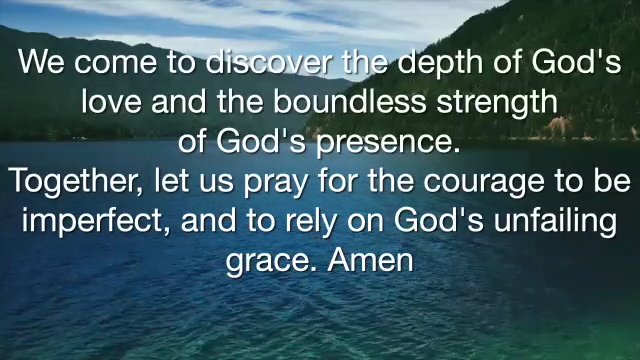 We come to discover the depth of God's
love and the boundless strength
of God's presence.
Together, let us pray for the courage to be
imperfect, and to rely on God's unfailing
grace. Amen